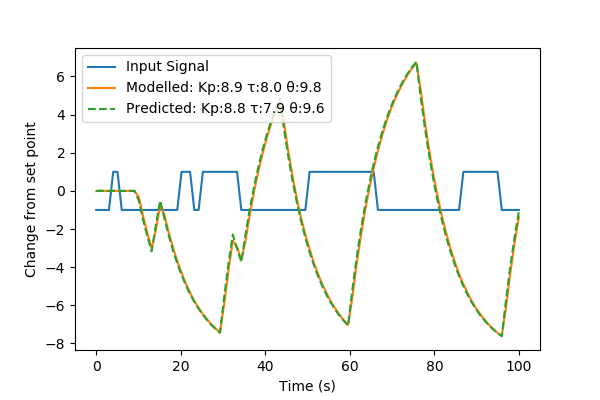 Input Signal
Modelled: Kp:8.9 τ:8.0 θ:9.8
Predicted: Kp:8.8 τ:7.9 θ:9.6
Change from set point
6
4
2
0
−2
−4
−6
−8
0 20 40 60 80 100
Time (s)